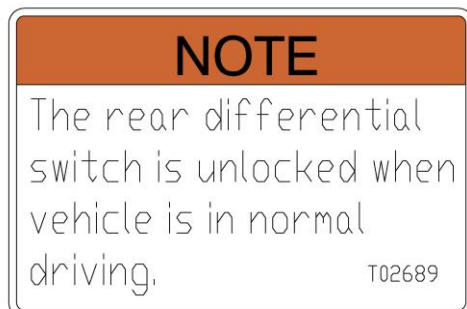 NOTE
The rear differential
switch is unlocked when
vehicle is in normal
driving.
T02689